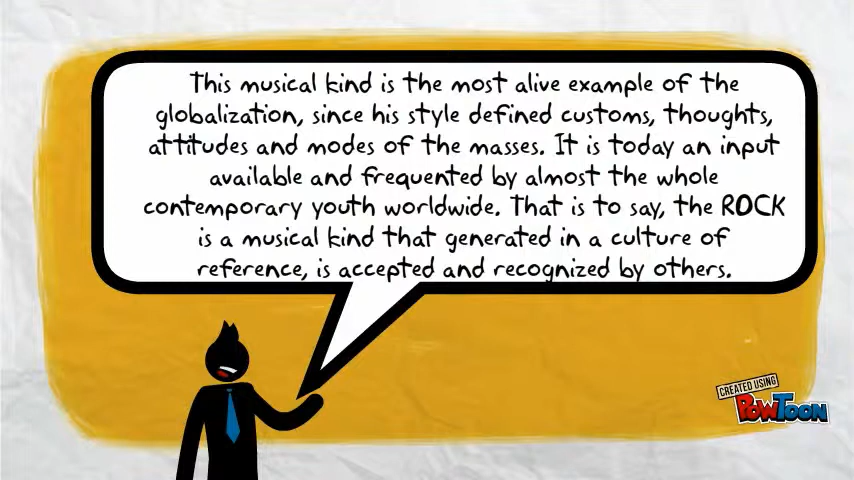 This musical kind is the most alive example of the
globalization, since his style defined customs, thoughts,
attitudes and modes of the masses. It is today an input
available and frequented by almost the whole
contemporary youth worldwide. That is to say, the ROCK
is a musical kind that generated in a culture of
reference, is accepted and recognized by others.
CREATED USING
POWTOON